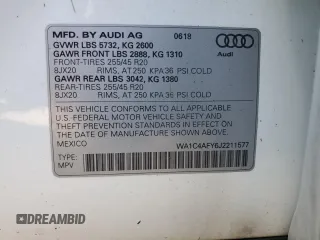 MFD. BY AUDI AG 0618
GVWR LBS 5732, KG 2600
GAWR FRONT LBS 2888, KG 1310
FRONT-TIRES 255/45 R20
8JX20 RIMS, AT 250 KPA 36 PSI COLD
GAWR REAR LBS 3042, KG 1380
REAR-TIRES 255/45 R20
8JX20 RIMS, AT 250 KPA 36 PSI COLD
Audi
THIS VEHICLE CONFORMS TO ALL APPLICABLE
U.S. FEDERAL MOTOR VEHICLE SAFETY BUMPER
AND THEFT PREVENTION STANDARDS IN EFFECT ON THE
DATE OF MANUFACTURE SHOWN ABOVE.
MEXICO WA1C4AFY6J2211577
TYPE: MPV
DREAMBID